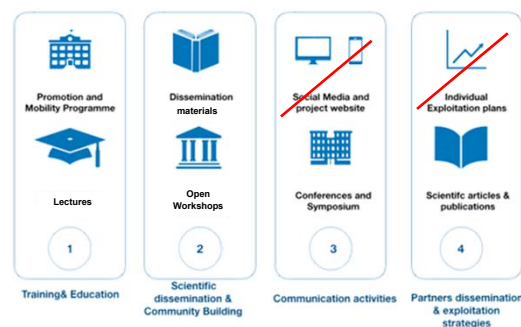 Promotion and
Mobility Programme
Lectures
1
Training& Education
Dissemination
materials
Open
Workshops
2
Scientific
dissemination &
Community Building
Social Media and
project website
Conferences and
Symposium
3
Communication activities
Individual
Exploitation plans
Scientifc articles &
publications
4
Partners dissemination
& exploitation
strategies